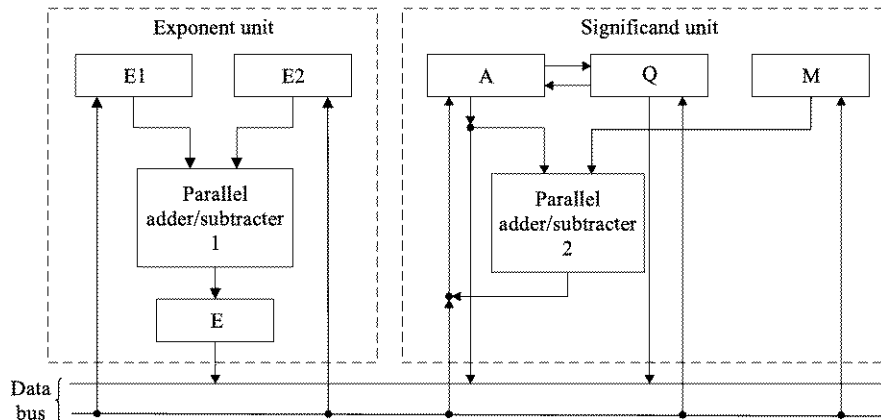 Exponent unit
Significand unit
E1
E2
A
Q
M
Parallel
adder/subtracter
1
Parallel
adder/subtracter
2
E
Data
bus